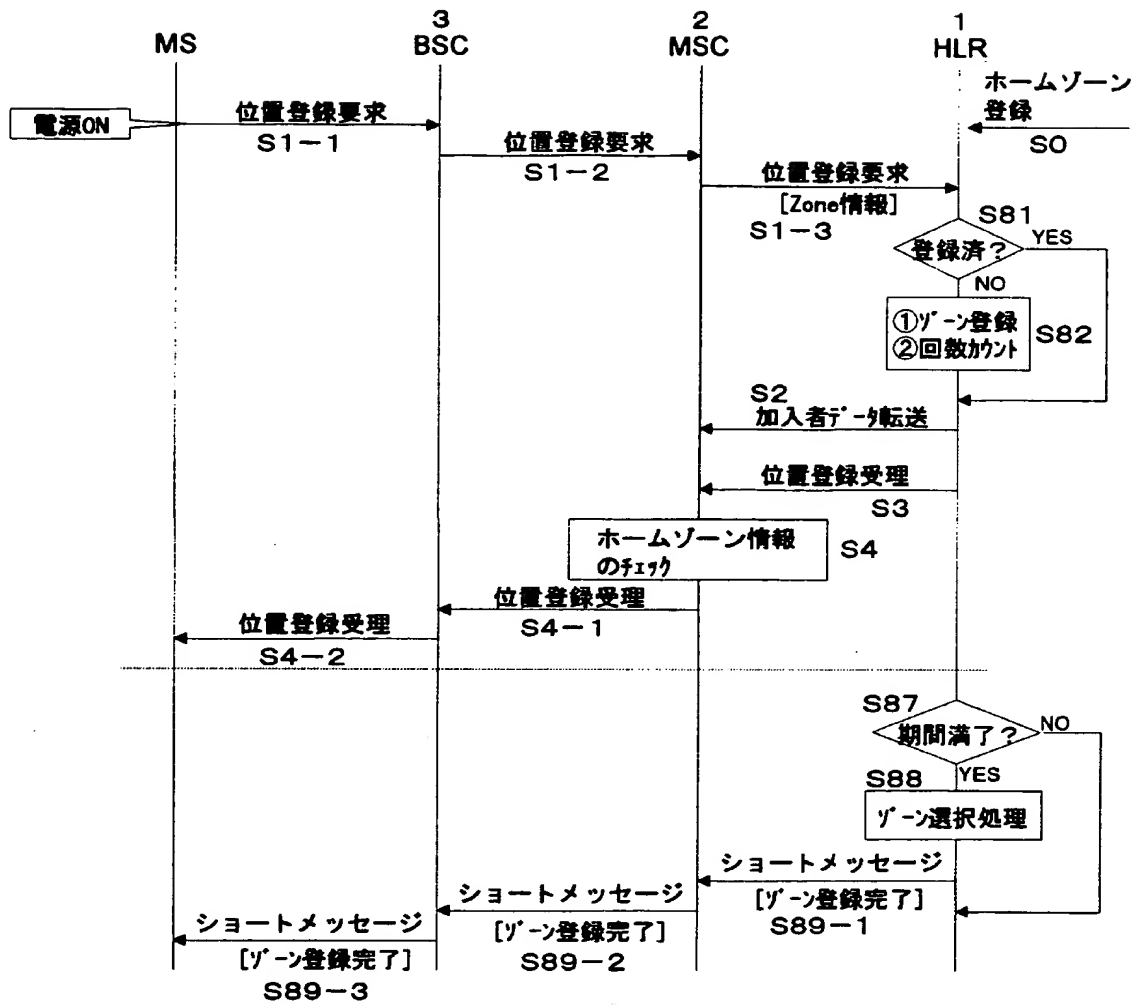 3
2
1
MS
BSC
MSC
HLR
ホームゾーン
登録
S0
電源ON
位置登録要求
S1-1
位置登録要求
S1-2
位置登録要求
[Zone情報]
S1-3
S81
登録済?
YES
NO
①ゾーン登録
②回数カウント
S82
S2
加入者データ転送
位置登録受理
S3
ホームゾーン情報
のチェック
S4
位置登録受理
S4-1
位置登録受理
S4-2
S87
期間満了?
NO
YES
S88
ゾーン選択処理
ショートメッセージ
[ゾーン登録完了]
S89-1
ショートメッセージ
[ゾーン登録完了]
S89-2
ショートメッセージ
[ゾーン登録完了]
S89-3